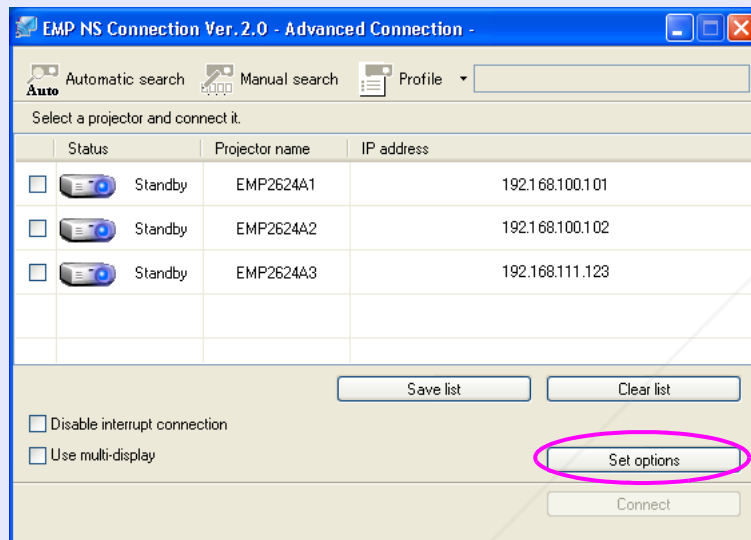 EMP NS Connection Ver.2.0 - Advanced Connection -
Auto Automatic search Manual search Profile
Select a projector and connect it.
Status Projector name IP address
Standby EMP2624A1 192.168.100.101
Standby EMP2624A2 192.168.100.102
Standby EMP2624A3 192.168.111.123
Save list Clear list
Disable interrupt connection
Use multi-display Set options
Connect